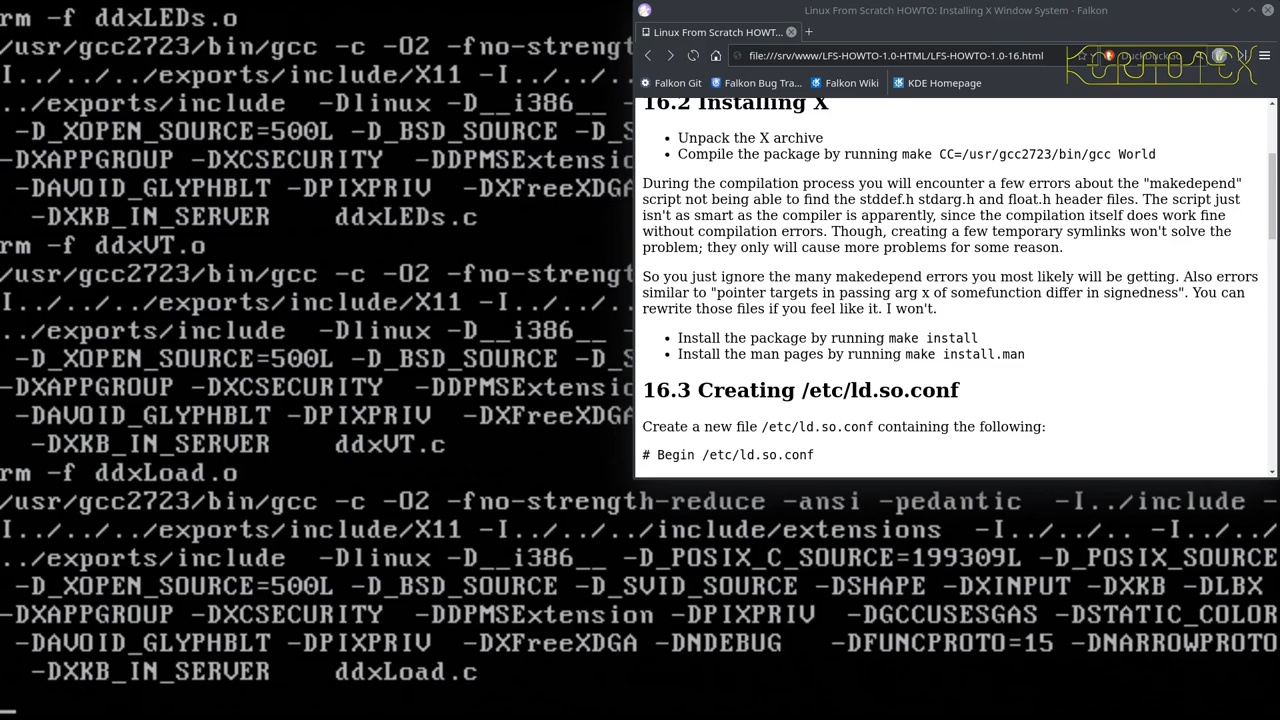 rm -f ddxLEDs.o
/usr/gcc2723/bin/gcc -c -O2 -fno-strengt
I../../../exports/include/X11 -I../../..
../exports/include  -Dlinux -D__i386__ -
-D_XOPEN_SOURCE=500L -D_BSD_SOURCE -D_S
-DXAPPGROUP -DXCSECURITY  -DDPMSExtension
-DAVOID_GLYPHBLT -DPIXPRIV  -DXFreeXDGA
-DXKB_IN_SERVER    ddxLEDs.c
rm -f ddxVT.o
/usr/gcc2723/bin/gcc -c -O2 -fno-strengt
I../../../exports/include/X11 -I../../..
../exports/include  -Dlinux -D__i386__ -
-D_XOPEN_SOURCE=500L -D_BSD_SOURCE -D_S
-DXAPPGROUP -DXCSECURITY  -DDPMSExtension
-DAVOID_GLYPHBLT -DPIXPRIV  -DXFreeXDGA
-DXKB_IN_SERVER    ddxVT.c
rm -f ddxLoad.o
/usr/gcc2723/bin/gcc -c -O2 -fno-strength-reduce -ansi -pedantic  -I../include -
I../../../exports/include/X11 -I../../../include/extensions  -I../../.. -I../../
../exports/include  -Dlinux -D__i386__ -D_POSIX_C_SOURCE=199309L -D_POSIX_SOURCE
-D_XOPEN_SOURCE=500L -D_BSD_SOURCE -D_SVID_SOURCE -DSHAPE -DXINPUT -DXKB -DLBX
-DXAPPGROUP -DXCSECURITY  -DDPMSExtension  -DPIXPRIV  -DGCCUSESGAS -DSTATIC_COLOR
-DAVOID_GLYPHBLT -DPIXPRIV  -DXFreeXDGA -DNDEBUG   -DFUNCPROTO=15 -DNARROWPROTO
-DXKB_IN_SERVER    ddxLoad.c
Linux From Scratch HOWTO: Installing X Window System - Falkon
Linux From Scratch HOWT...
file:///srv/www/LFS-HOWTO-1.0-HTML/LFS-HOWTO-1.0-16.html
DuckDuckGo
KURIOTEX
Falkon Git
Falkon Bug Tra...
Falkon Wiki
KDE Homepage
16.2 Installing X
• Unpack the X archive
• Compile the package by running make CC=/usr/gcc2723/bin/gcc World
During the compilation process you will encounter a few errors about the "makedepend"
script not being able to find the stddef.h stdarg.h and float.h header files. The script just
isn't as smart as the compiler is apparently, since the compilation itself does work fine
without compilation errors. Though, creating a few temporary symlinks won't solve the
problem; they only will cause more problems for some reason.
So you just ignore the many makedepend errors you most likely will be getting. Also errors
similar to "pointer targets in passing arg x of somefunction differ in signedness". You can
rewrite those files if you feel like it. I won't.
• Install the package by running make install
• Install the man pages by running make install.man
16.3 Creating /etc/ld.so.conf
Create a new file /etc/ld.so.conf containing the following:
# Begin /etc/ld.so.conf